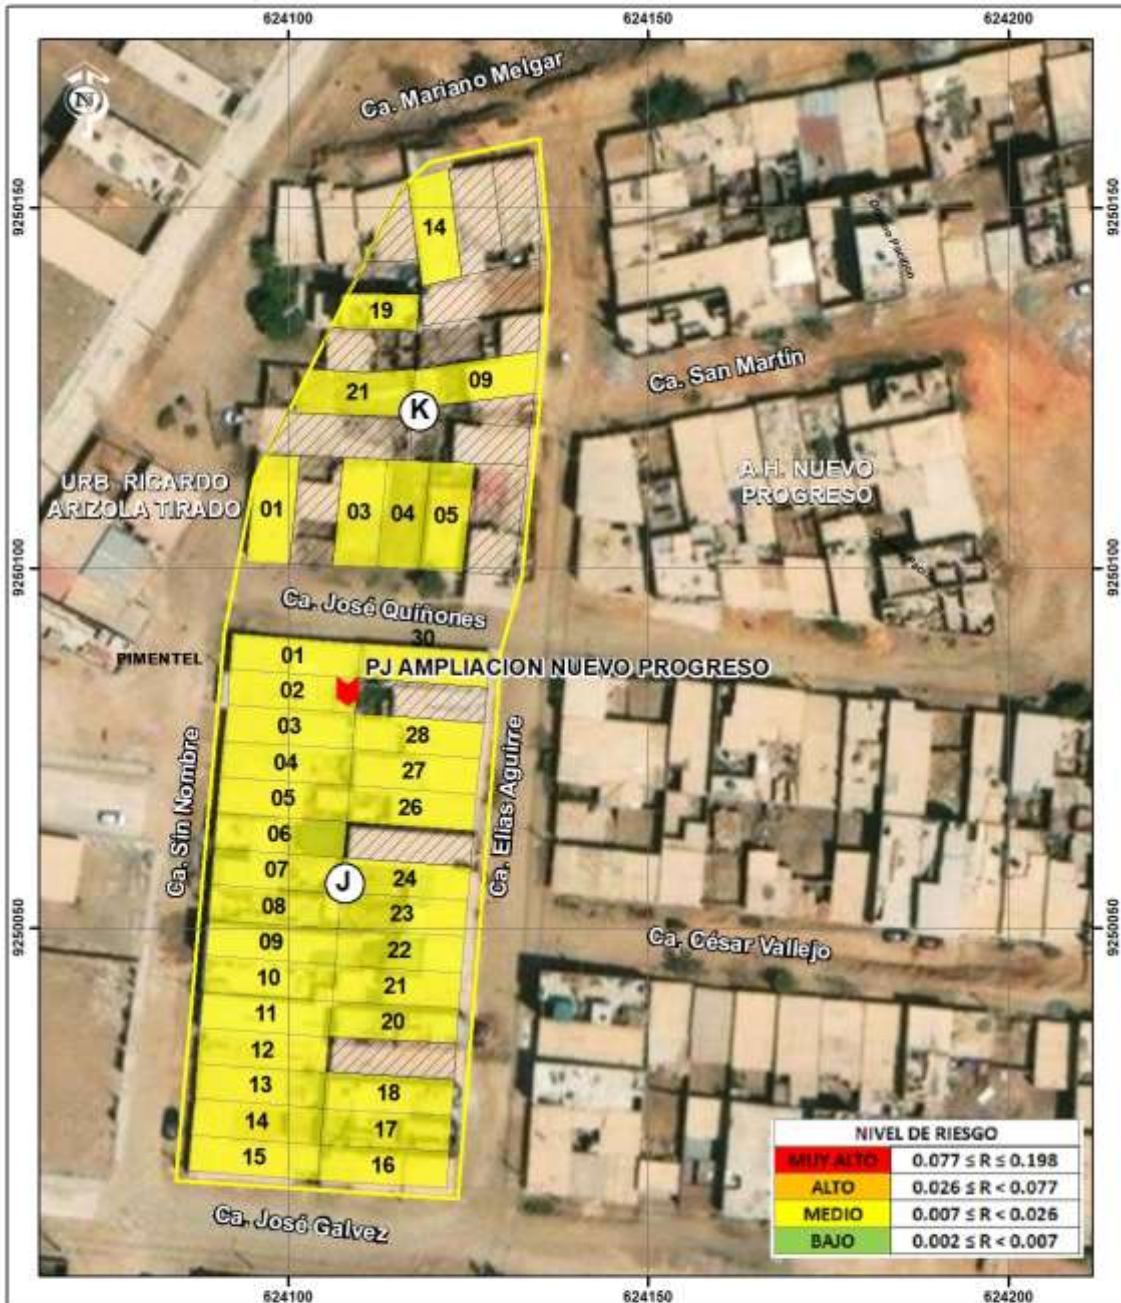 624100
624150
624200
N
Ca. Mariano Melgar
9250150
9250150
14
19
Ca. San Martín
21
09
K
URB. RICARDO
ARIZOLA TIRADO
A.H. NUEVO
PROGRESO
01
03
04
05
9250100
9250100
Ca. José Quiñones
30
01
PIMENTEL
PJ AMPLIACION NUEVO PROGRESO
02
03
28
04
27
05
26
06
Ca. Sin Nombre
Ca. Elias Aguirre
07
24
J
08
23
9250050
9250050
09
22
Ca. César Vallejo
10
21
11
20
12
13
18
14
17
15
16
Ca. José Galvez
NIVEL DE RIESGO
MUY ALTO 0.077 ≤ R ≤ 0.198
ALTO 0.026 ≤ R < 0.077
MEDIO 0.007 ≤ R < 0.026
BAJO 0.002 ≤ R < 0.007
624100
624150
624200